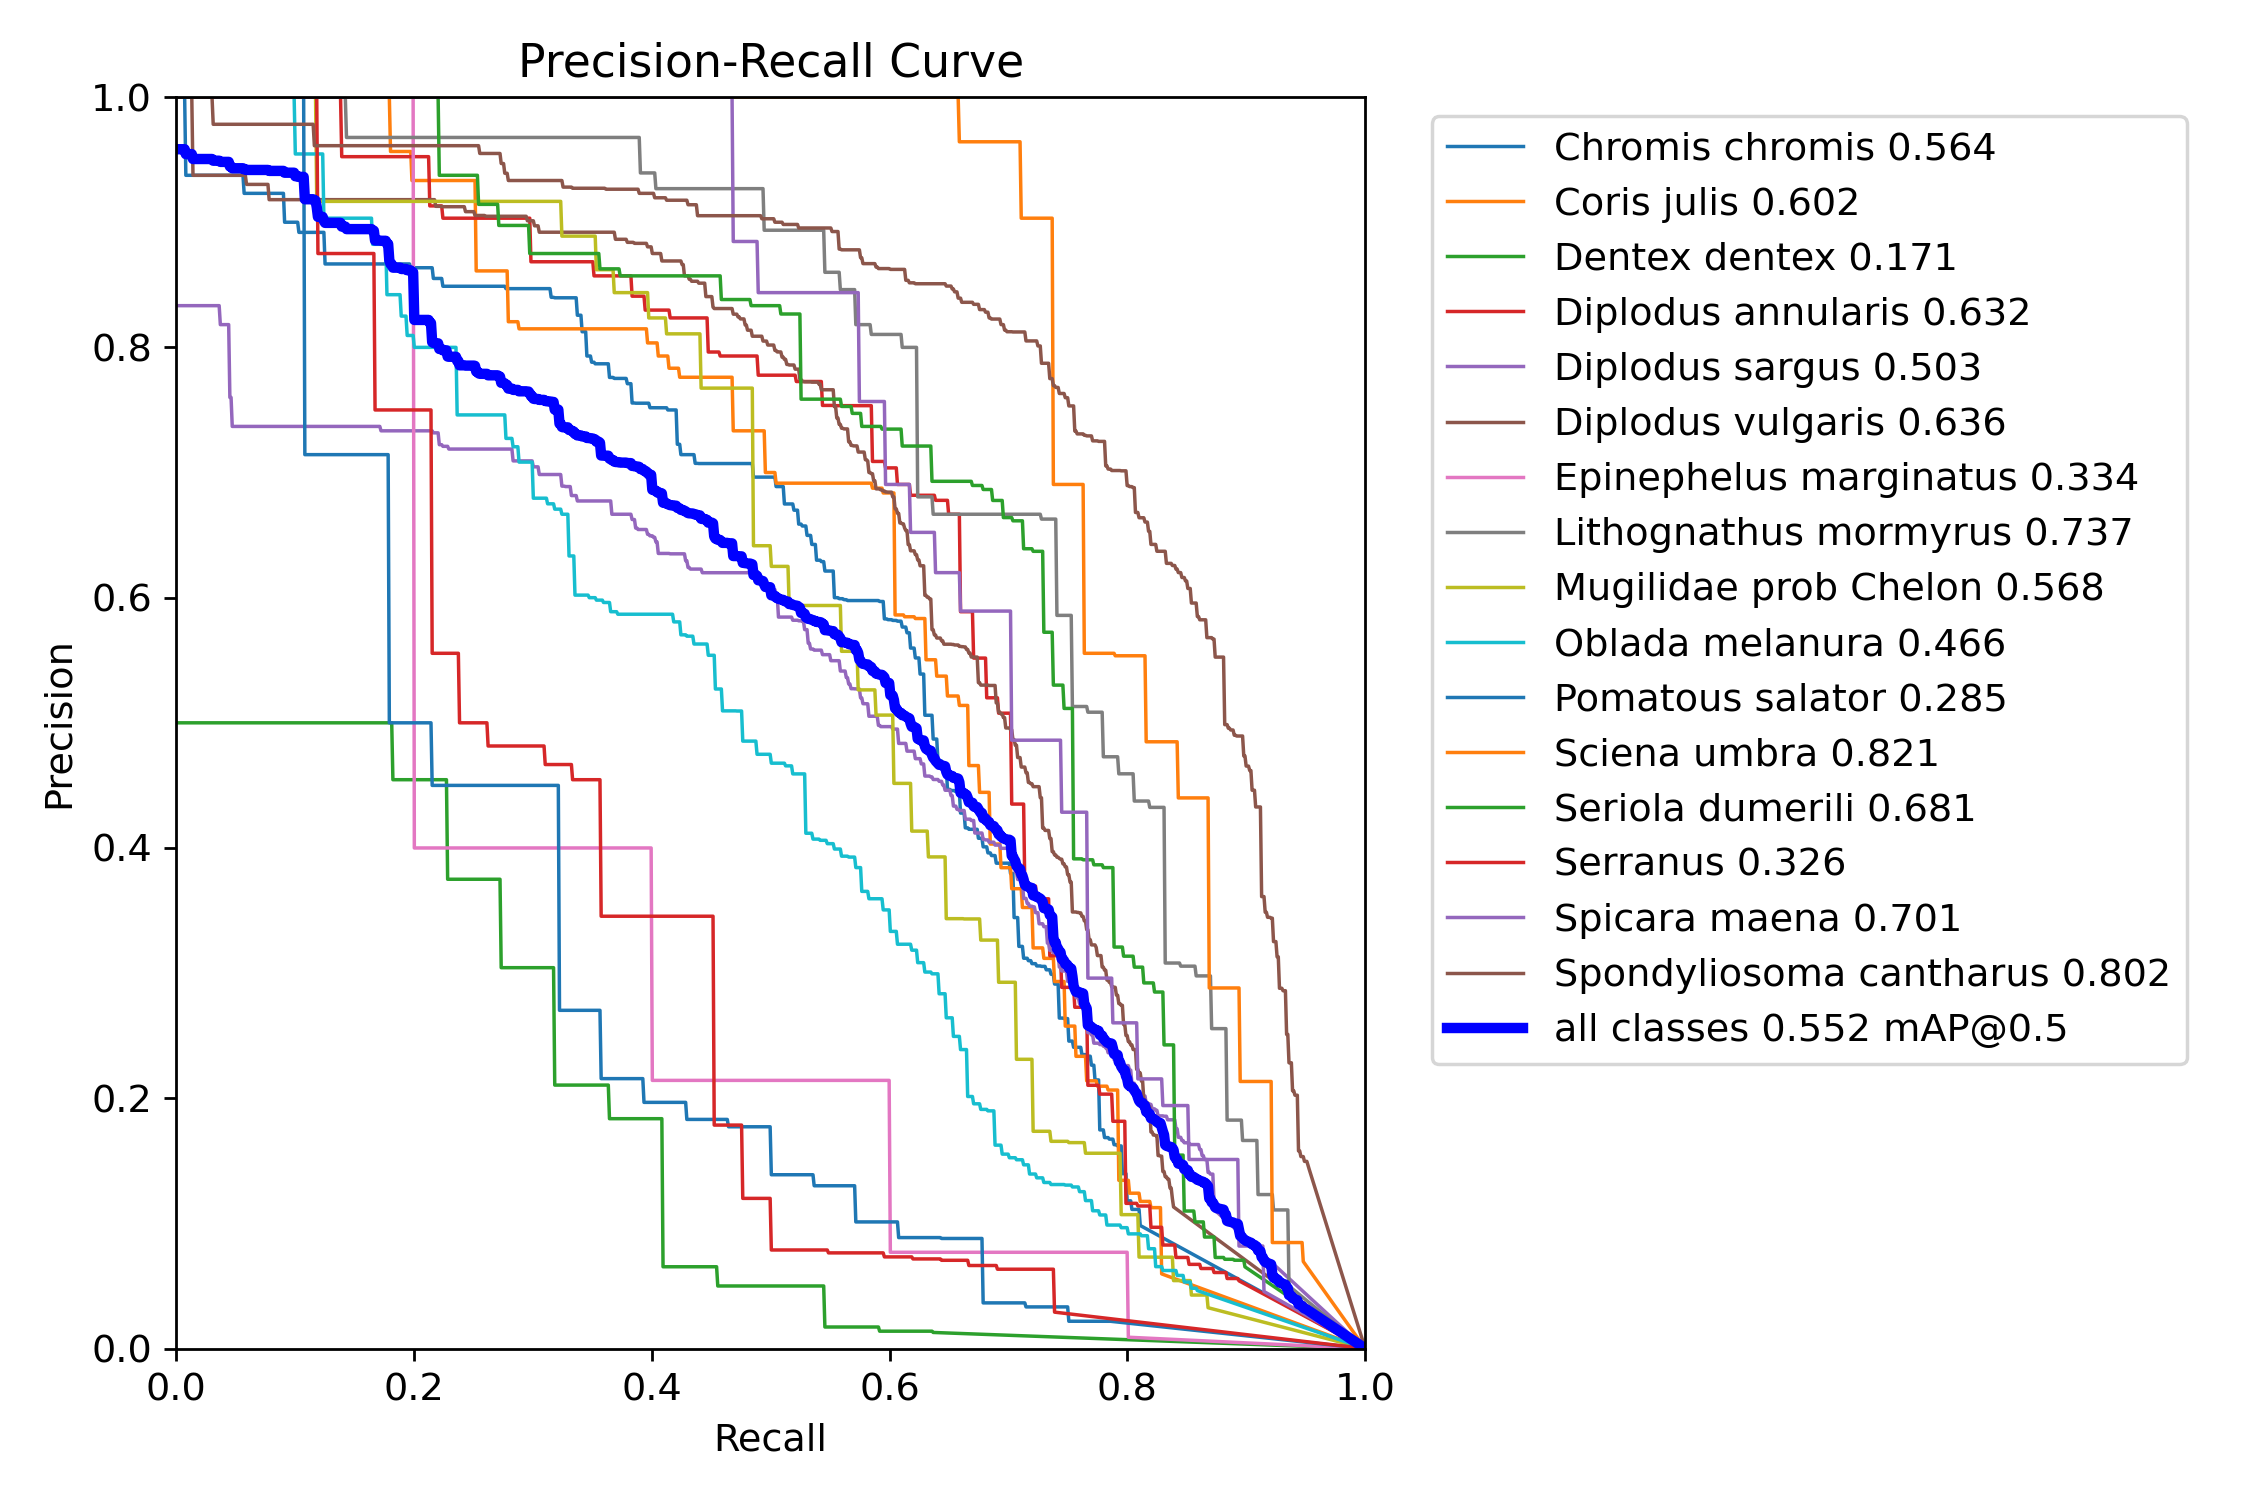 Precision-Recall Curve
1.0
0.8
0.6
0.4
0.2
0.0
Precision
0.0 0.2 0.4 0.6 0.8 1.0
Recall
Chromis chromis 0.564
Coris julis 0.602
Dentex dentex 0.171
Diplodus annularis 0.632
Diplodus sargus 0.503
Diplodus vulgaris 0.636
Epinephelus marginatus 0.334
Lithognathus mormyrus 0.737
Mugilidae prob Chelon 0.568
Oblada melanura 0.466
Pomatous salator 0.285
Sciena umbra 0.821
Seriola dumerili 0.681
Serranus 0.326
Spicara maena 0.701
Spondyliosoma cantharus 0.802
all classes 0.552 mAP@0.5